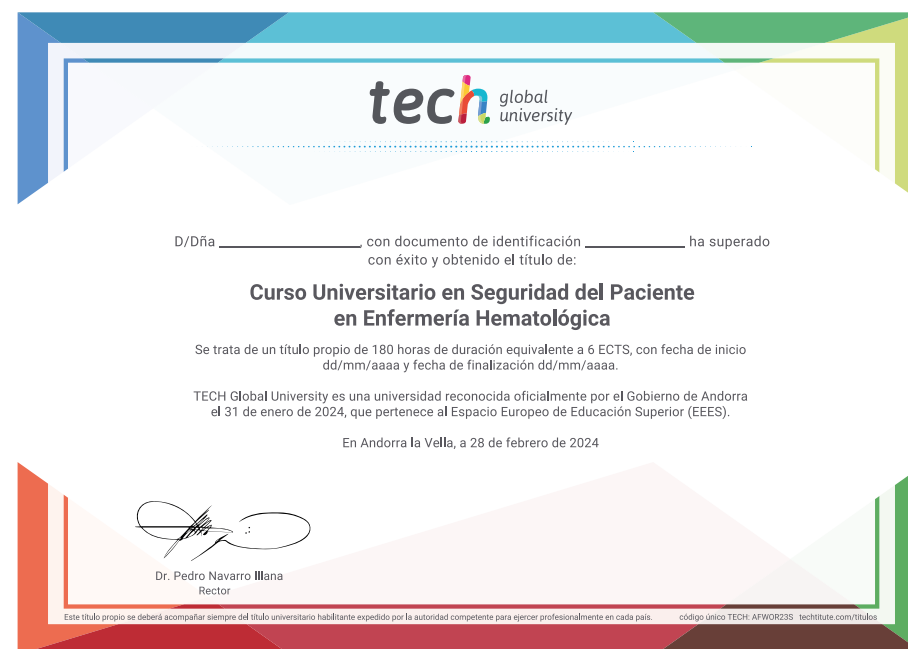 tech global university
D/Dña ____________________, con documento de identificación ______________ ha superado
con éxito y obtenido el título de:
Curso Universitario en Seguridad del Paciente
en Enfermería Hematológica
Se trata de un título propio de 180 horas de duración equivalente a 6 ECTS, con fecha de inicio
dd/mm/aaaa y fecha de finalización dd/mm/aaaa.
TECH Global University es una universidad reconocida oficialmente por el Gobierno de Andorra
el 31 de enero de 2024, que pertenece al Espacio Europeo de Educación Superior (EEES).
En Andorra la Vella, a 28 de febrero de 2024
Dr. Pedro Navarro Illana
Rector
Este título propio se deberá acompañar siempre del título universitario habilitante expedido por la autoridad competente para ejercer profesionalmente en cada país. código único TECH: AFWOR23S techtitute.com/titulos